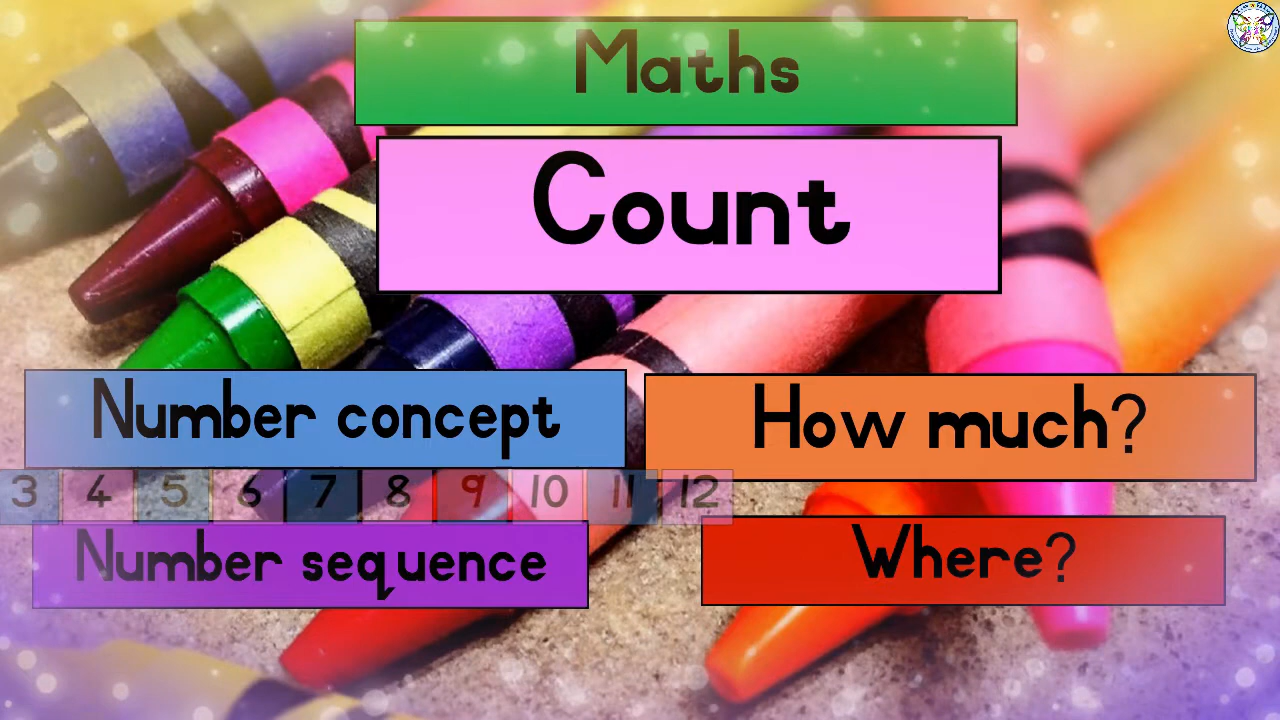 Maths
Count
Number concept
How much?
3 4 5 6 7 8 9 10 11 12
Number sequence
Where?